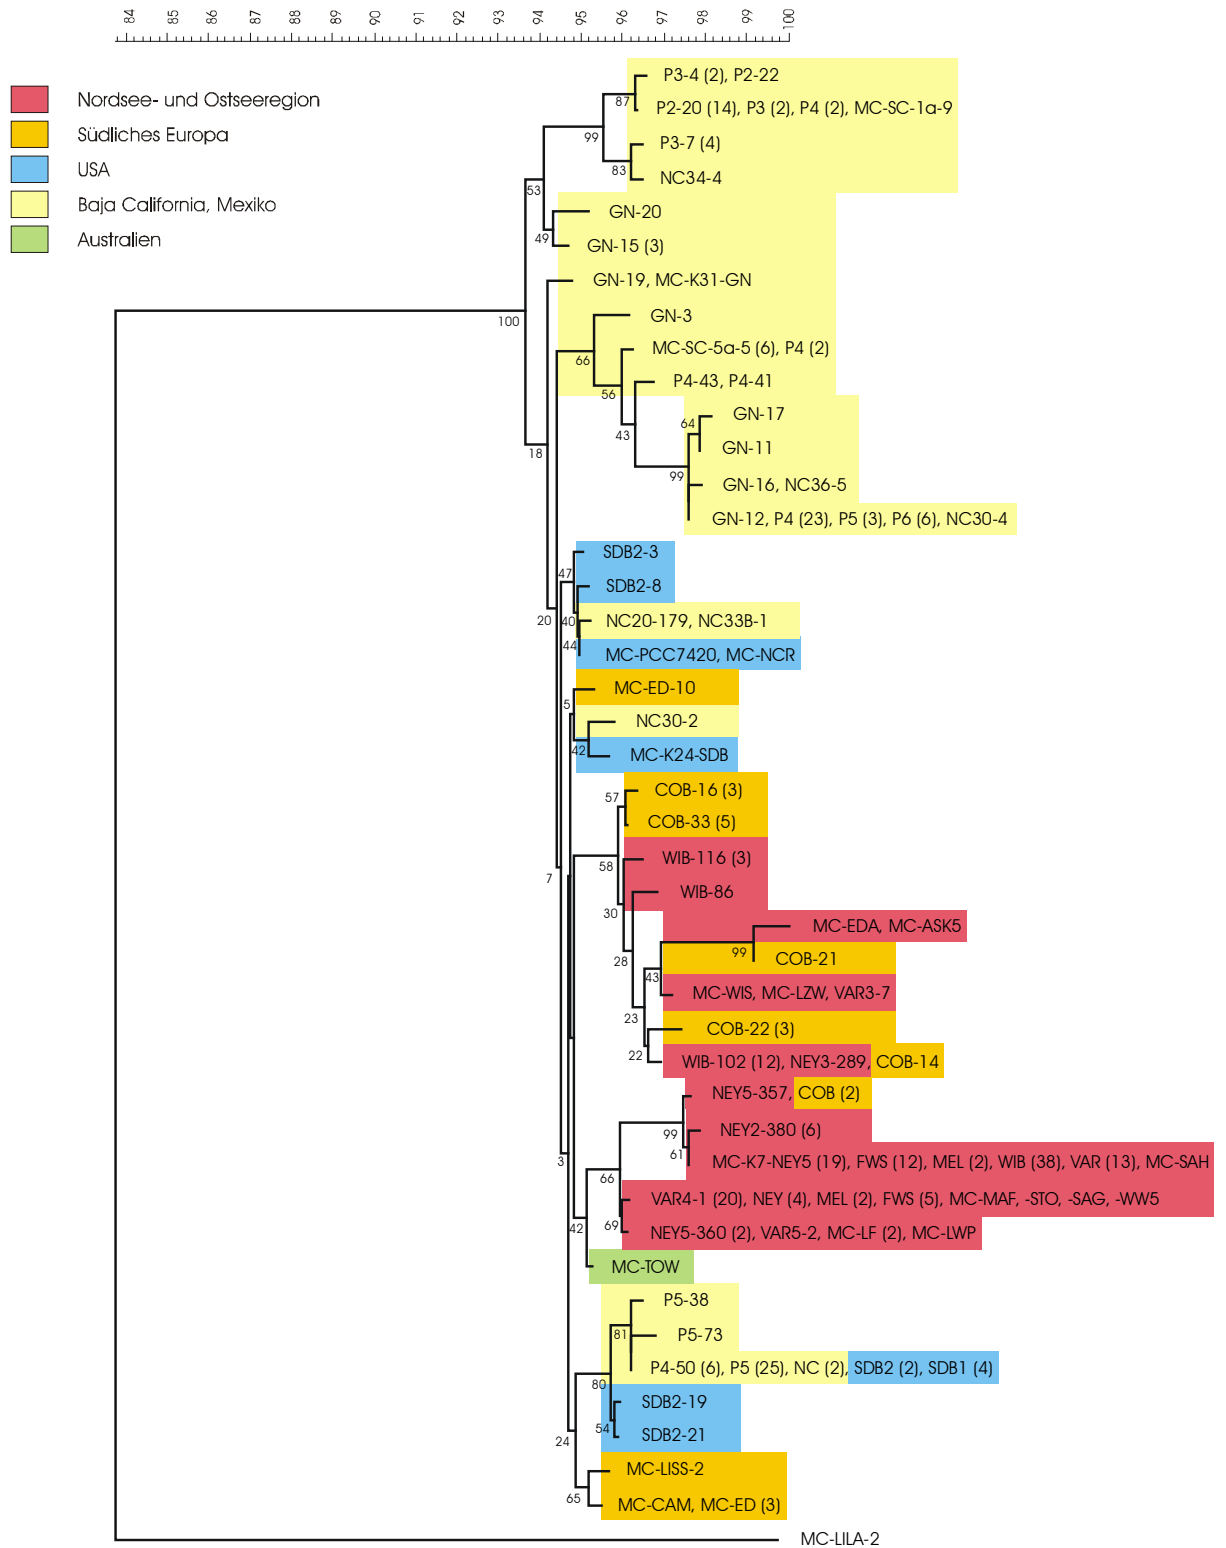 84 85 86 87 88 89 90 91 92 93 94 95 96 97 98 99 100
Nordsee- und Ostseeregion
Südliches Europa
USA
Baja California, Mexiko
Australien
P3-4 (2), P2-22
87
P2-20 (14), P3 (2), P4 (2), MC-SC-1a-9
99
P3-7 (4)
83
NC34-4
53
GN-20
49
GN-15 (3)
GN-19, MC-K31-GN
100
GN-3
MC-SC-5a-5 (6), P4 (2)
66
P4-43, P4-41
56
GN-17
64
43
GN-11
18
99
GN-16, NC36-5
GN-12, P4 (23), P5 (3), P6 (6), NC30-4
SDB2-3
47
SDB2-8
20
40
NC20-179, NC33B-1
44
MC-PCC7420, MC-NCR
MC-ED-10
5
NC30-2
42
MC-K24-SDB
COB-16 (3)
57
COB-33 (5)
WIB-116 (3)
58
7
WIB-86
30
MC-EDA, MC-ASK5
99
COB-21
28
43
MC-WIS, MC-LZW, VAR3-7
23
COB-22 (3)
22
WIB-102 (12), NEY3-289, COB-14
NEY5-357, COB (2)
99
NEY2-380 (6)
61
3
MC-K7-NEY5 (19), FWS (12), MEL (2), WIB (38), VAR (13), MC-SAH
66
VAR4-1 (20), NEY (4), MEL (2), FWS (5), MC-MAF, -STO, -SAG, -WW5
42
69
NEY5-360 (2), VAR5-2, MC-LF (2), MC-LWP
MC-TOW
P5-38
81
P5-73
P4-50 (6), P5 (25), NC (2), SDB2 (2), SDB1 (4)
80
SDB2-19
54
SDB2-21
24
MC-LISS-2
65
MC-CAM, MC-ED (3)
MC-LILA-2